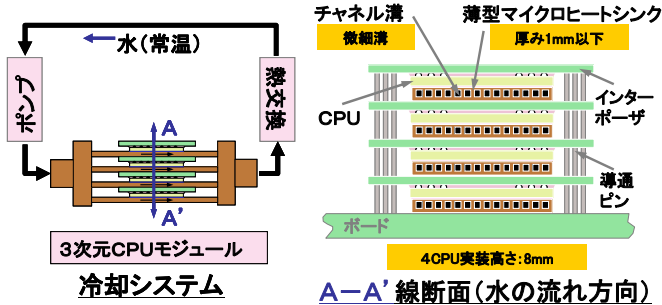 水（常温）
ポンプ
熱交換
A
A’
３次元CPUモジュール
冷却システム
チャネル溝
微細溝
薄型マイクロヒートシンク
厚み1mm以下
CPU
インター
ポーザ
導通
ピン
ボード
4CPU実装高さ：8mm
A－A’線断面（水の流れ方向）